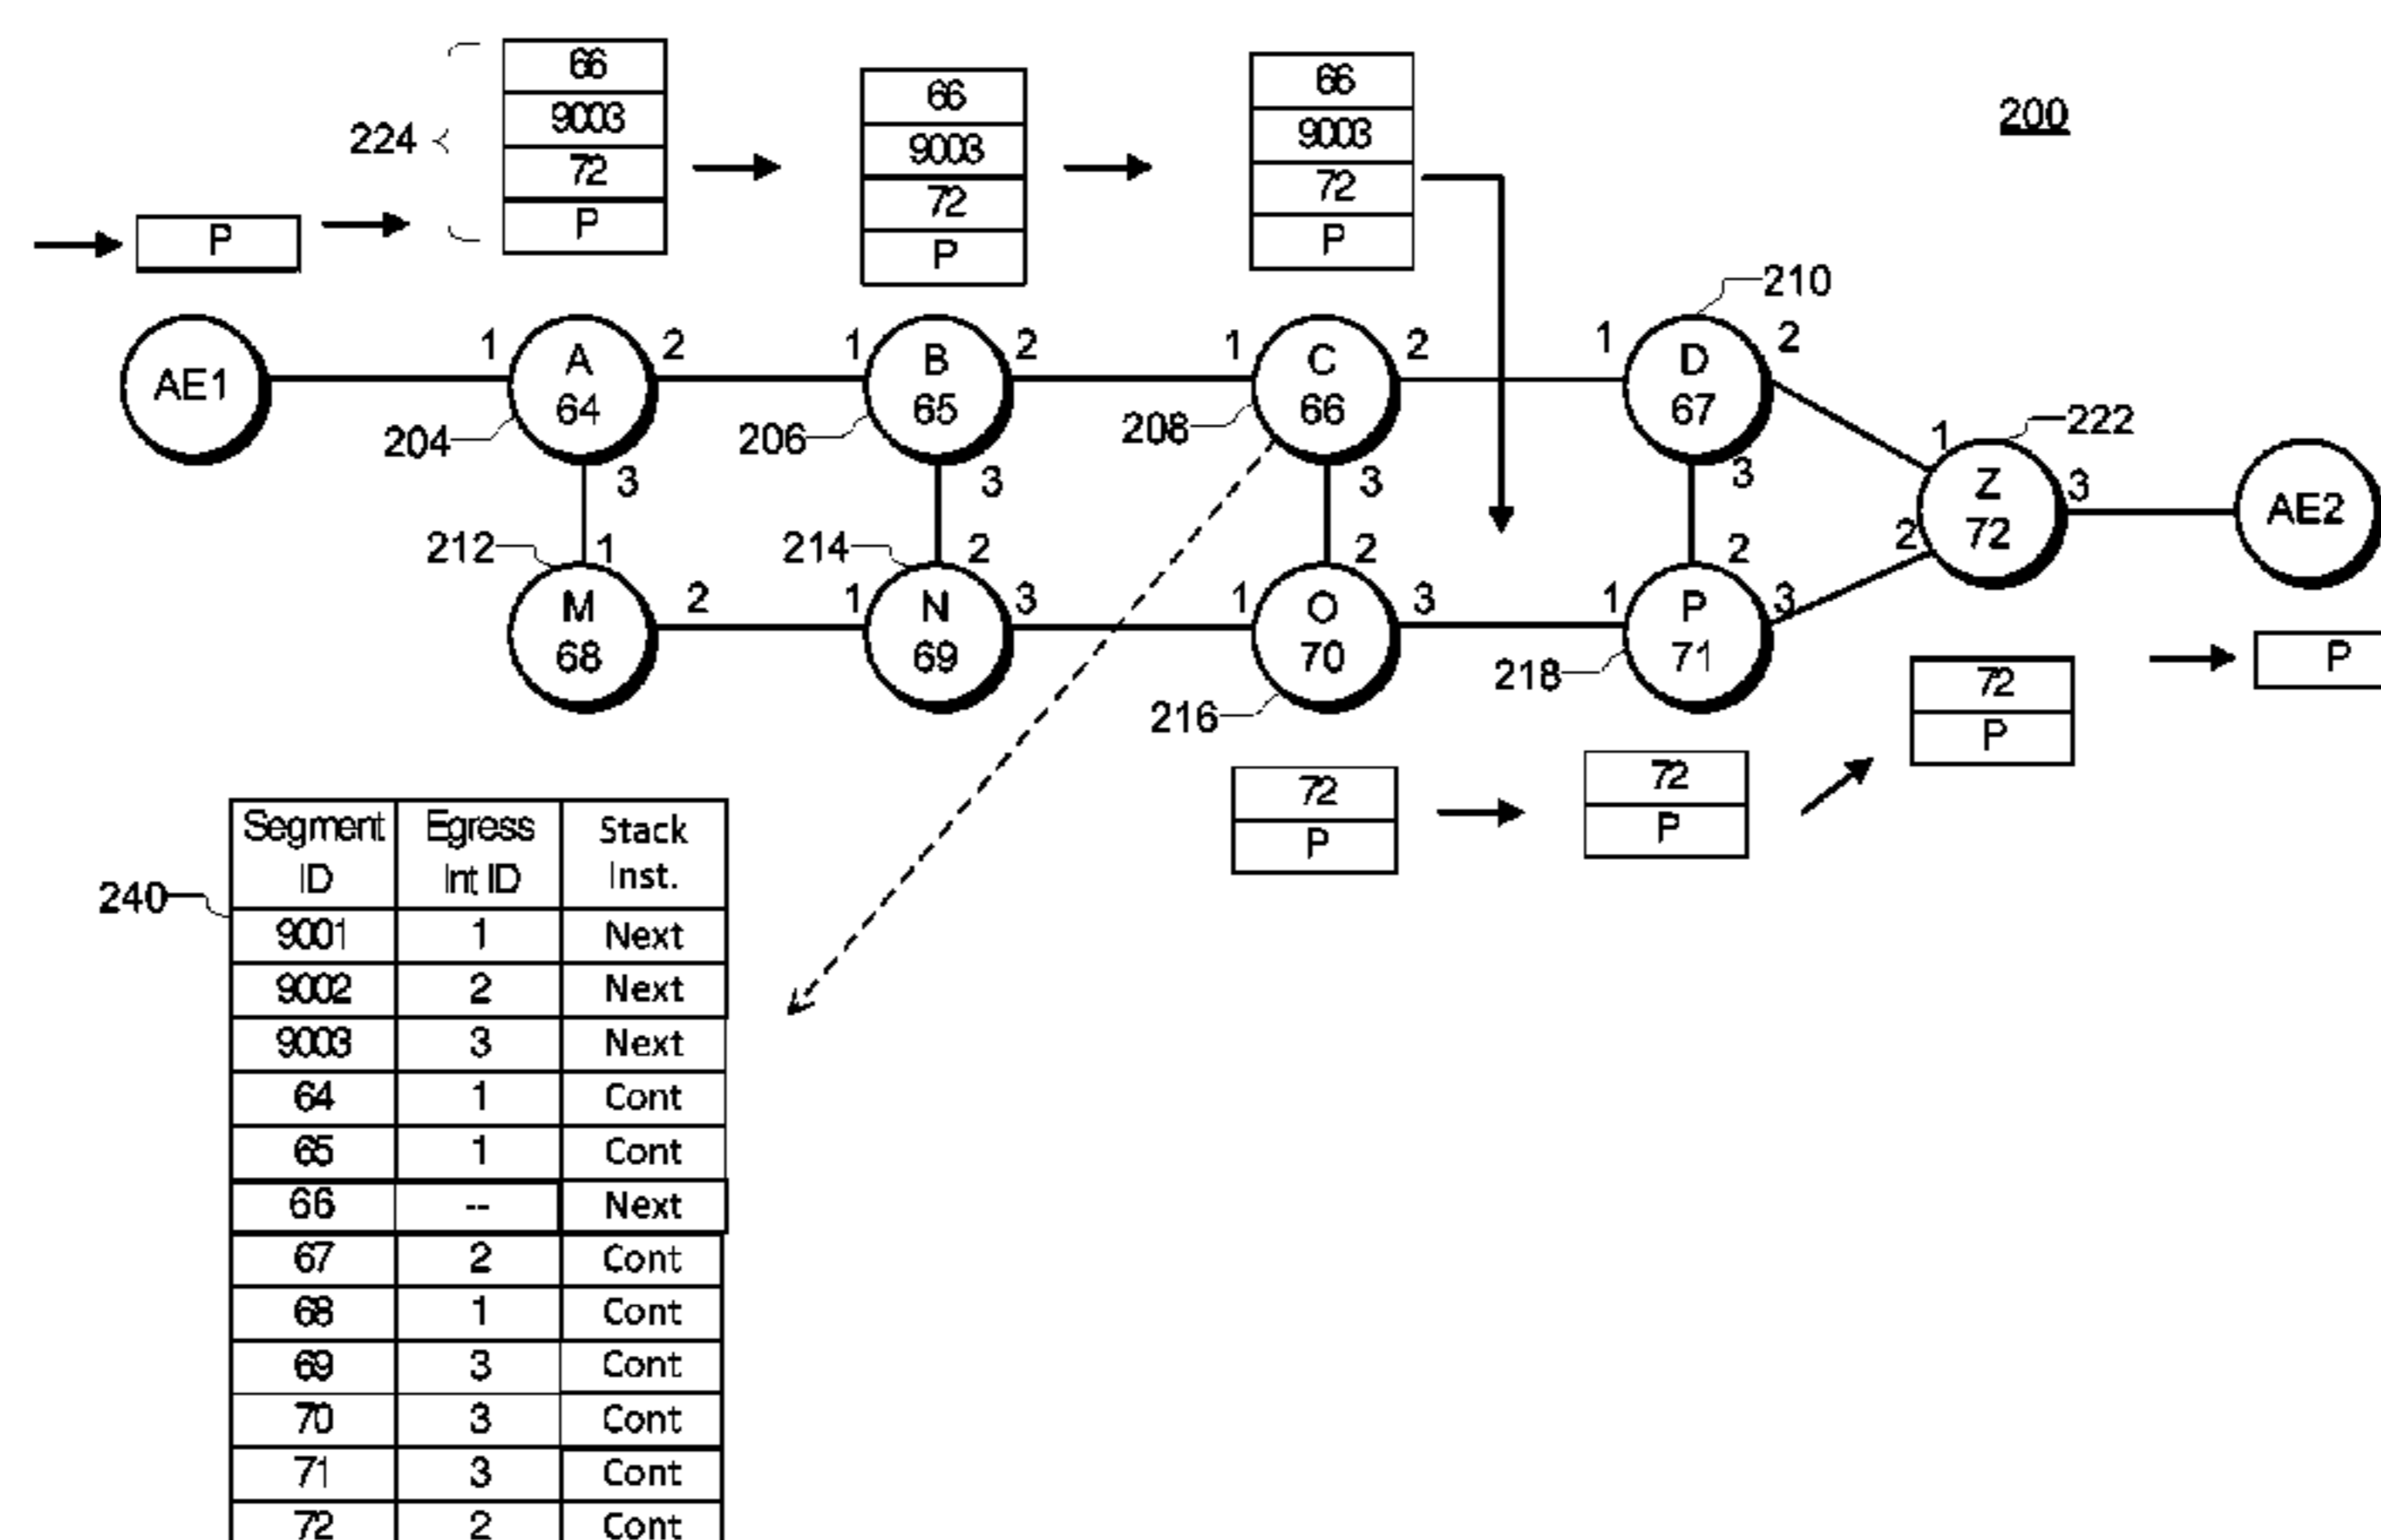 200
66
9003
72
P
224
66
9003
72
P
66
9003
72
P
P
210
AE1
1
A
64
2
3
204
1
B
65
2
3
206
1
C
66
2
3
208
1
D
67
2
3
1
Z
72
2
3
222
AE2
212
1
M
68
2
214
1
N
69
2
3
1
O
70
2
3
216
1
P
71
2
3
218
72
P
72
P
72
P
P
240
Segment ID Egress Int ID Stack Inst.
9001 1 Next
9002 2 Next
9003 3 Next
64 1 Cont
65 1 Cont
66 -- Next
67 2 Cont
68 1 Cont
69 3 Cont
70 3 Cont
71 3 Cont
72 2 Cont